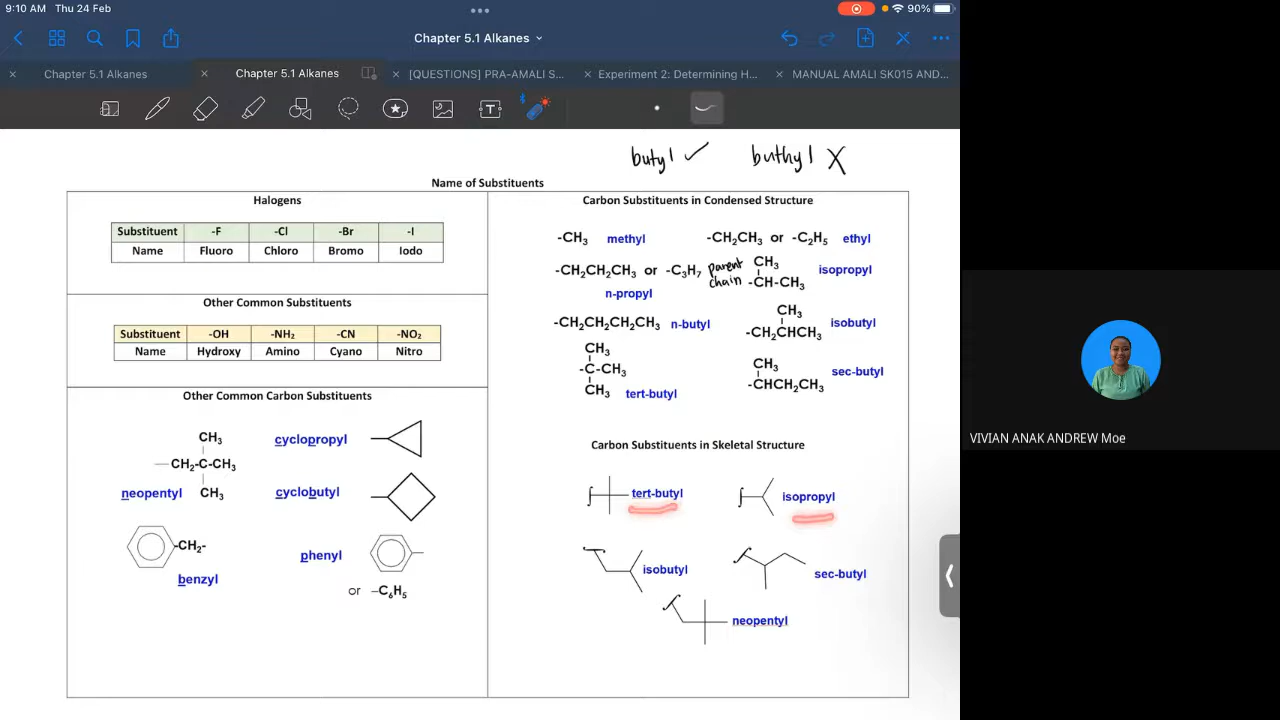 9:10 AM Thu 24 Feb
90%
Chapter 5.1 Alkanes
Chapter 5.1 Alkanes
Chapter 5.1 Alkanes
[QUESTIONS] PRA-AMALI S...
Experiment 2: Determining H...
MANUAL AMALI SK015 AND...
butyl ✓ buthyl X
Name of Substituents
Halogens
Substituent -F -Cl -Br -I
Name Fluoro Chloro Bromo Iodo
Other Common Substituents
Substituent -OH -NH₂ -CN -NO₂
Name Hydroxy Amino Cyano Nitro
Other Common Carbon Substituents
CH₃
cyclopropyl
CH₂-C-CH₃
neopentyl CH₃
cyclobutyl
-CH₂-
benzyl
phenyl
or –C₆H₅
Carbon Substituents in Condensed Structure
-CH₃ methyl -CH₂CH₃ or -C₂H₅ ethyl
-CH₂CH₂CH₃ or -C₃H₇
n-propyl
parent
chain
CH₃
-CH-CH₃
isopropyl
-CH₂CH₂CH₂CH₃ n-butyl
CH₃
-CH₂CHCH₃
isobutyl
CH₃
-C-CH₃
CH₃
tert-butyl
CH₃
-CHCH₂CH₃
sec-butyl
Carbon Substituents in Skeletal Structure
tert-butyl
isopropyl
isobutyl
sec-butyl
neopentyl
VIVIAN ANAK ANDREW Moe